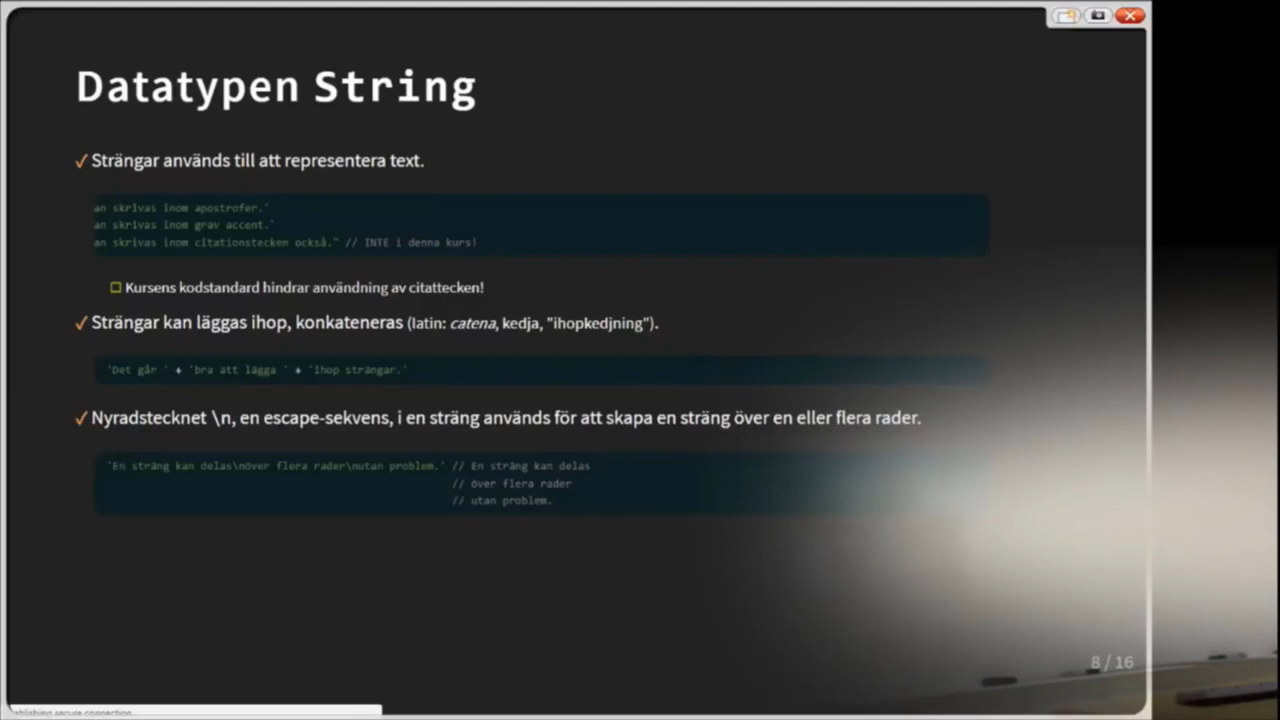 Datatypen String
✓ Strängar används till att representera text.
an skrivas inom apostrofer.'
an skrivas inom grav accent.`
an skrivas inom citationstecken också." // INTE i denna kurs!
Kursens kodstandard hindrar användning av citattecken!
✓ Strängar kan läggas ihop, konkateneras (latin: catena, kedja, "ihopkedjning").
'Det går ' + 'bra att lägga ' + 'ihop strängar.'
✓ Nyradstecknet \n, en escape-sekvens, i en sträng används för att skapa en sträng över en eller flera rader.
'En sträng kan delas\növer flera rader\nutan problem.' // En sträng kan delas
// över flera rader
// utan problem.
8 / 16
ablishing secure connection...